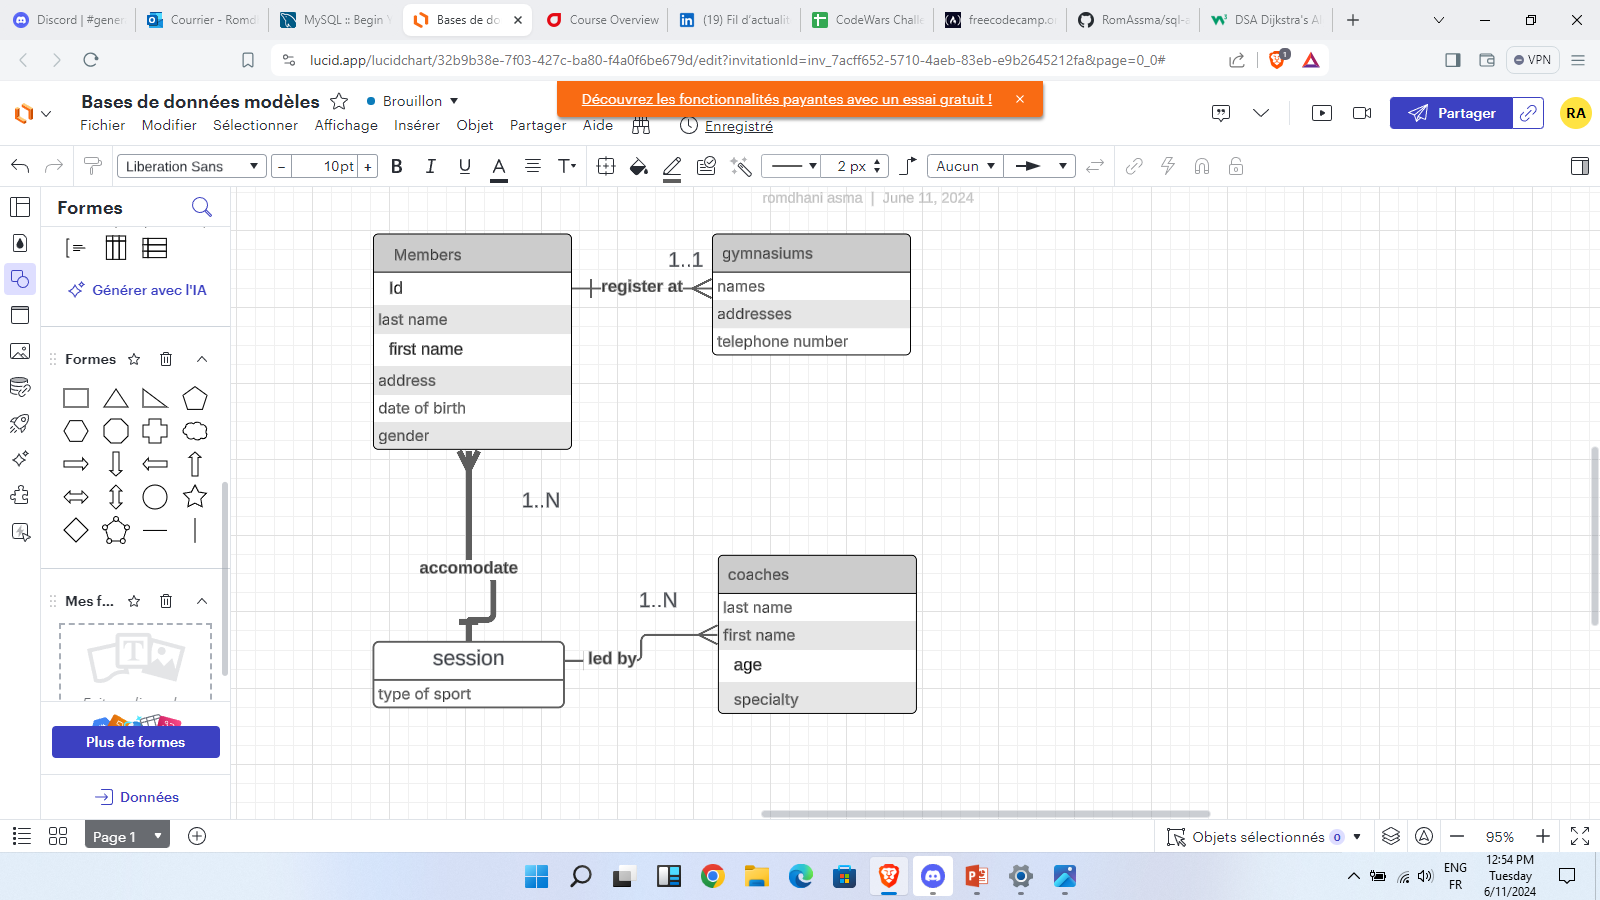 Discord | #gener
Courrier - Romdh
MySQL :: Begin Y
Bases de do
Course Overview
(19) Fil d'actualit
CodeWars Challe
freecodecamp.o
RomAssma/sql-a
DSA Dijkstra's Al
lucid.app/lucidchart/32b9b38e-7f03-427c-ba80-f4a0f6be679d/edit?invitationId=inv_7acff652-5710-4aeb-83eb-e9b2645212fa&page=0_0#
1
VPN
Bases de données modèles
Brouillon
Découvrez les fonctionnalités payantes avec un essai gratuit !
Partager
RA
Fichier Modifier Sélectionner Affichage Insérer Objet Partager Aide Enregistré
Liberation Sans
10pt
B I U A T
2 px
Aucun
Formes
romdhani asma | June 11, 2024
Générer avec l'IA
Formes
Mes f...
Plus de formes
Données
Members
Id
last name
first name
address
date of birth
gender
register at
1..1
gymnasiums
names
addresses
telephone number
1..N
accomodate
session
type of sport
led by
1..N
coaches
last name
first name
age
specialty
Page 1
Objets sélectionnés 0
95%
ENG
FR
12:54 PM
Tuesday
6/11/2024